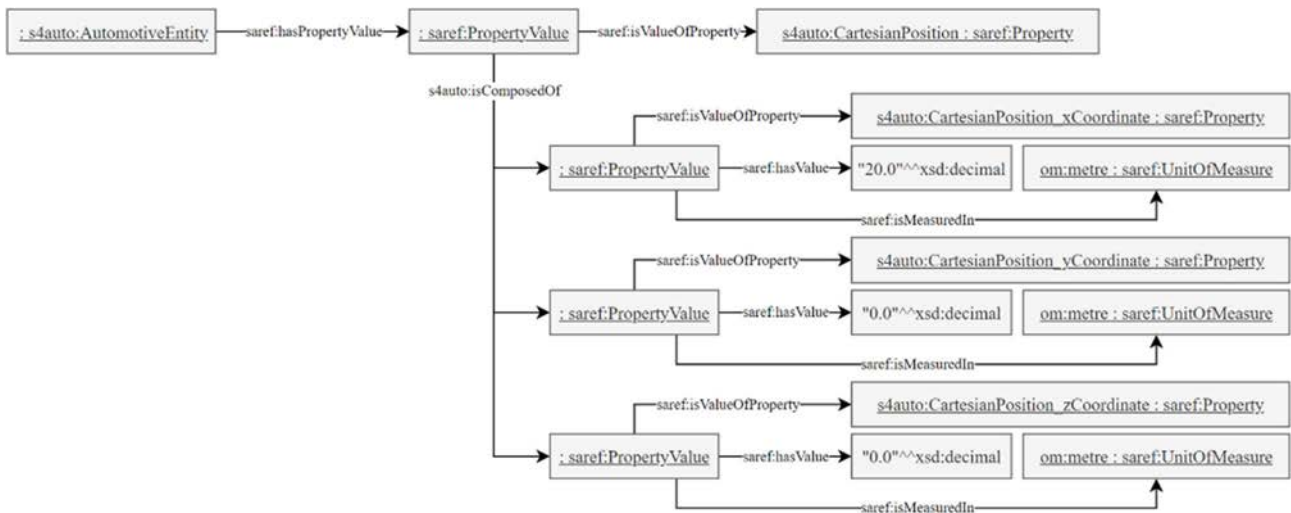 : s4auto:AutomotiveEntity
saref:hasPropertyValue
: saref:PropertyValue
saref:isValueOfProperty
s4auto:CartesianPosition : saref:Property
s4auto:isComposedOf
saref:isValueOfProperty
s4auto:CartesianPosition_xCoordinate : saref:Property
: saref:PropertyValue
saref:hasValue
"20.0"^^xsd:decimal
om:metre : saref:UnitOfMeasure
saref:isMeasuredIn
saref:isValueOfProperty
s4auto:CartesianPosition_yCoordinate : saref:Property
: saref:PropertyValue
saref:hasValue
"0.0"^^xsd:decimal
om:metre : saref:UnitOfMeasure
saref:isMeasuredIn
saref:isValueOfProperty
s4auto:CartesianPosition_zCoordinate : saref:Property
: saref:PropertyValue
saref:hasValue
"0.0"^^xsd:decimal
om:metre : saref:UnitOfMeasure
saref:isMeasuredIn